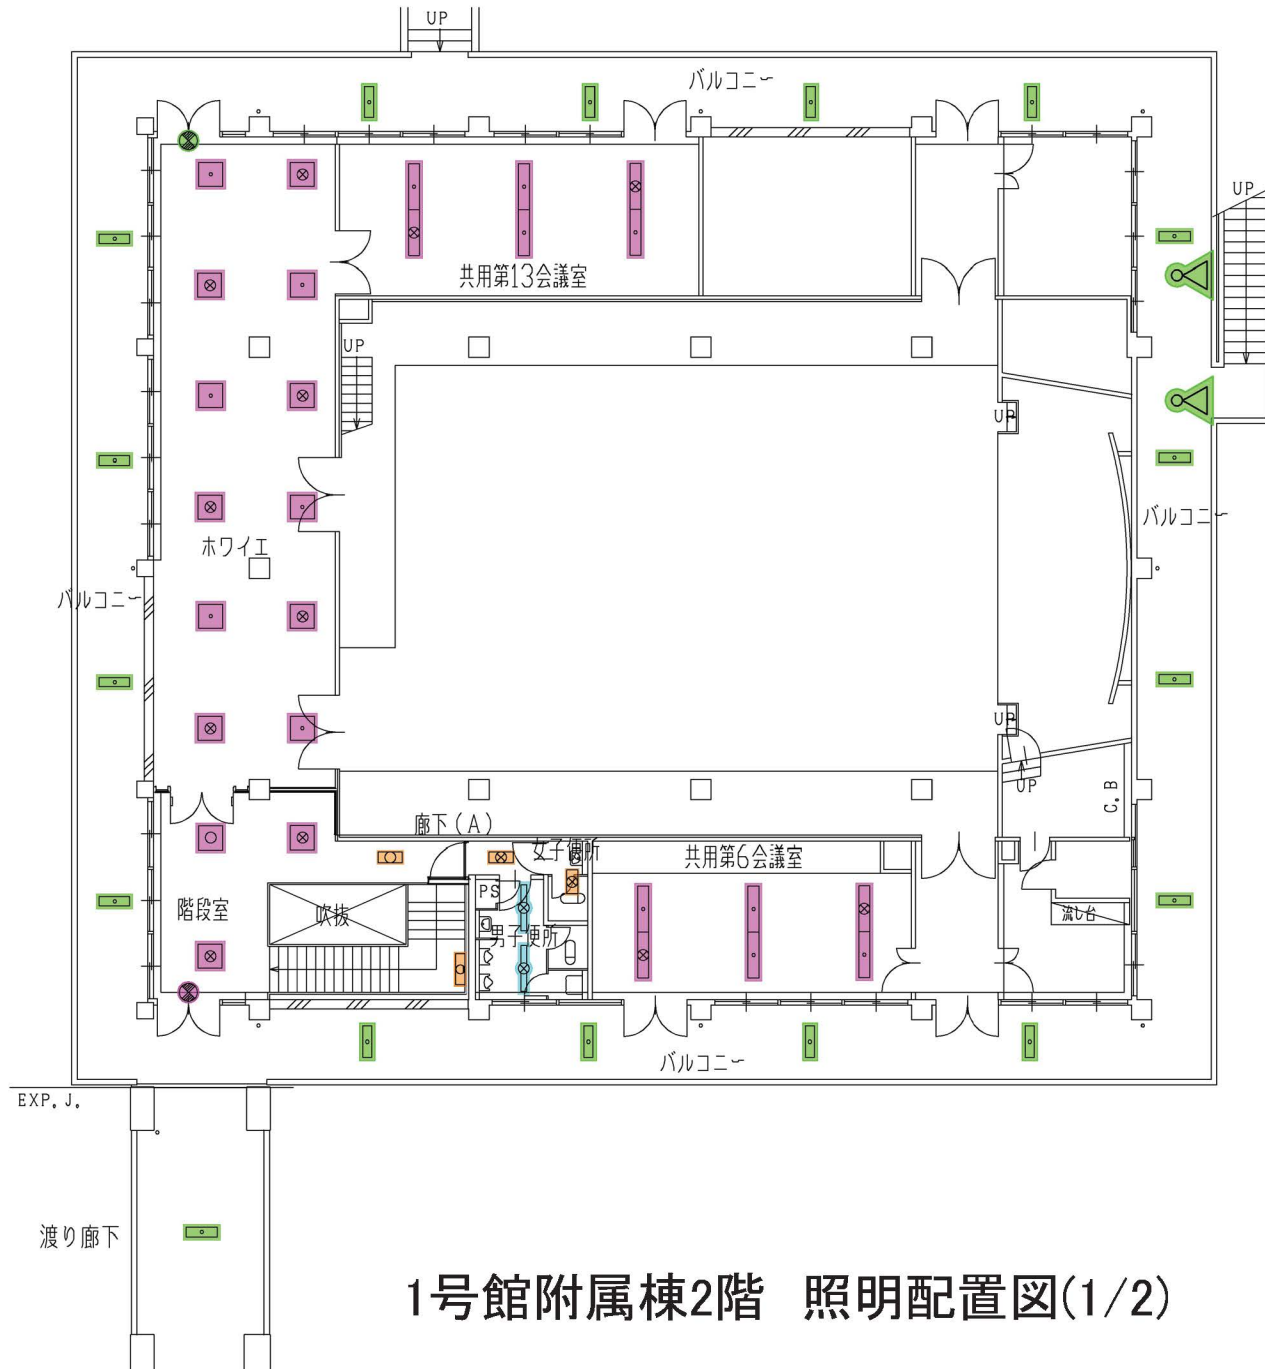 UP
バルコニー
UP
共用第13会議室
UP
UP
ホワイエ
バルコニー
バルコニー
UP
UP
C.B
廊下(A)
女子便所
共用第6会議室
PS
階段室
吹抜
男子便所
流し台
バルコニー
EXP. J.
渡り廊下
1号館附属棟2階 照明配置図(1/2)